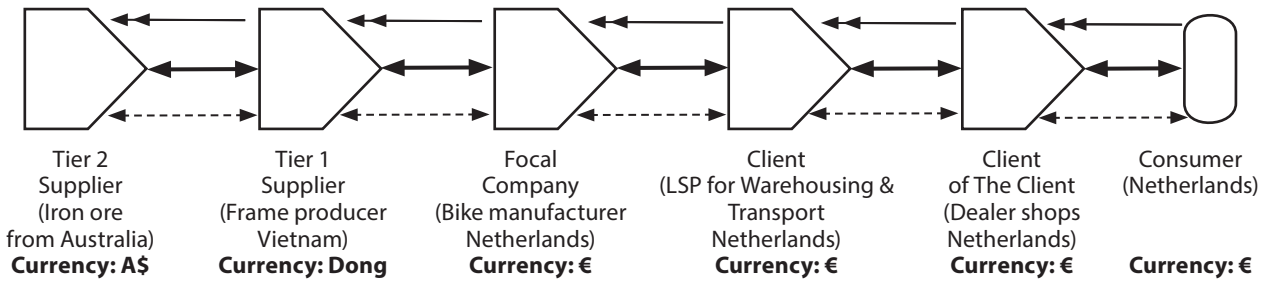 Tier 2
Supplier
(Iron ore
from Australia)
Currency: A$
Tier 1
Supplier
(Frame producer
Vietnam)
Currency: Dong
Focal
Company
(Bike manufacturer
Netherlands)
Currency: €
Client
(LSP for Warehousing &
Transport
Netherlands)
Currency: €
Client
of The Client
(Dealer shops
Netherlands)
Currency: €
Consumer
(Netherlands)
Currency: €